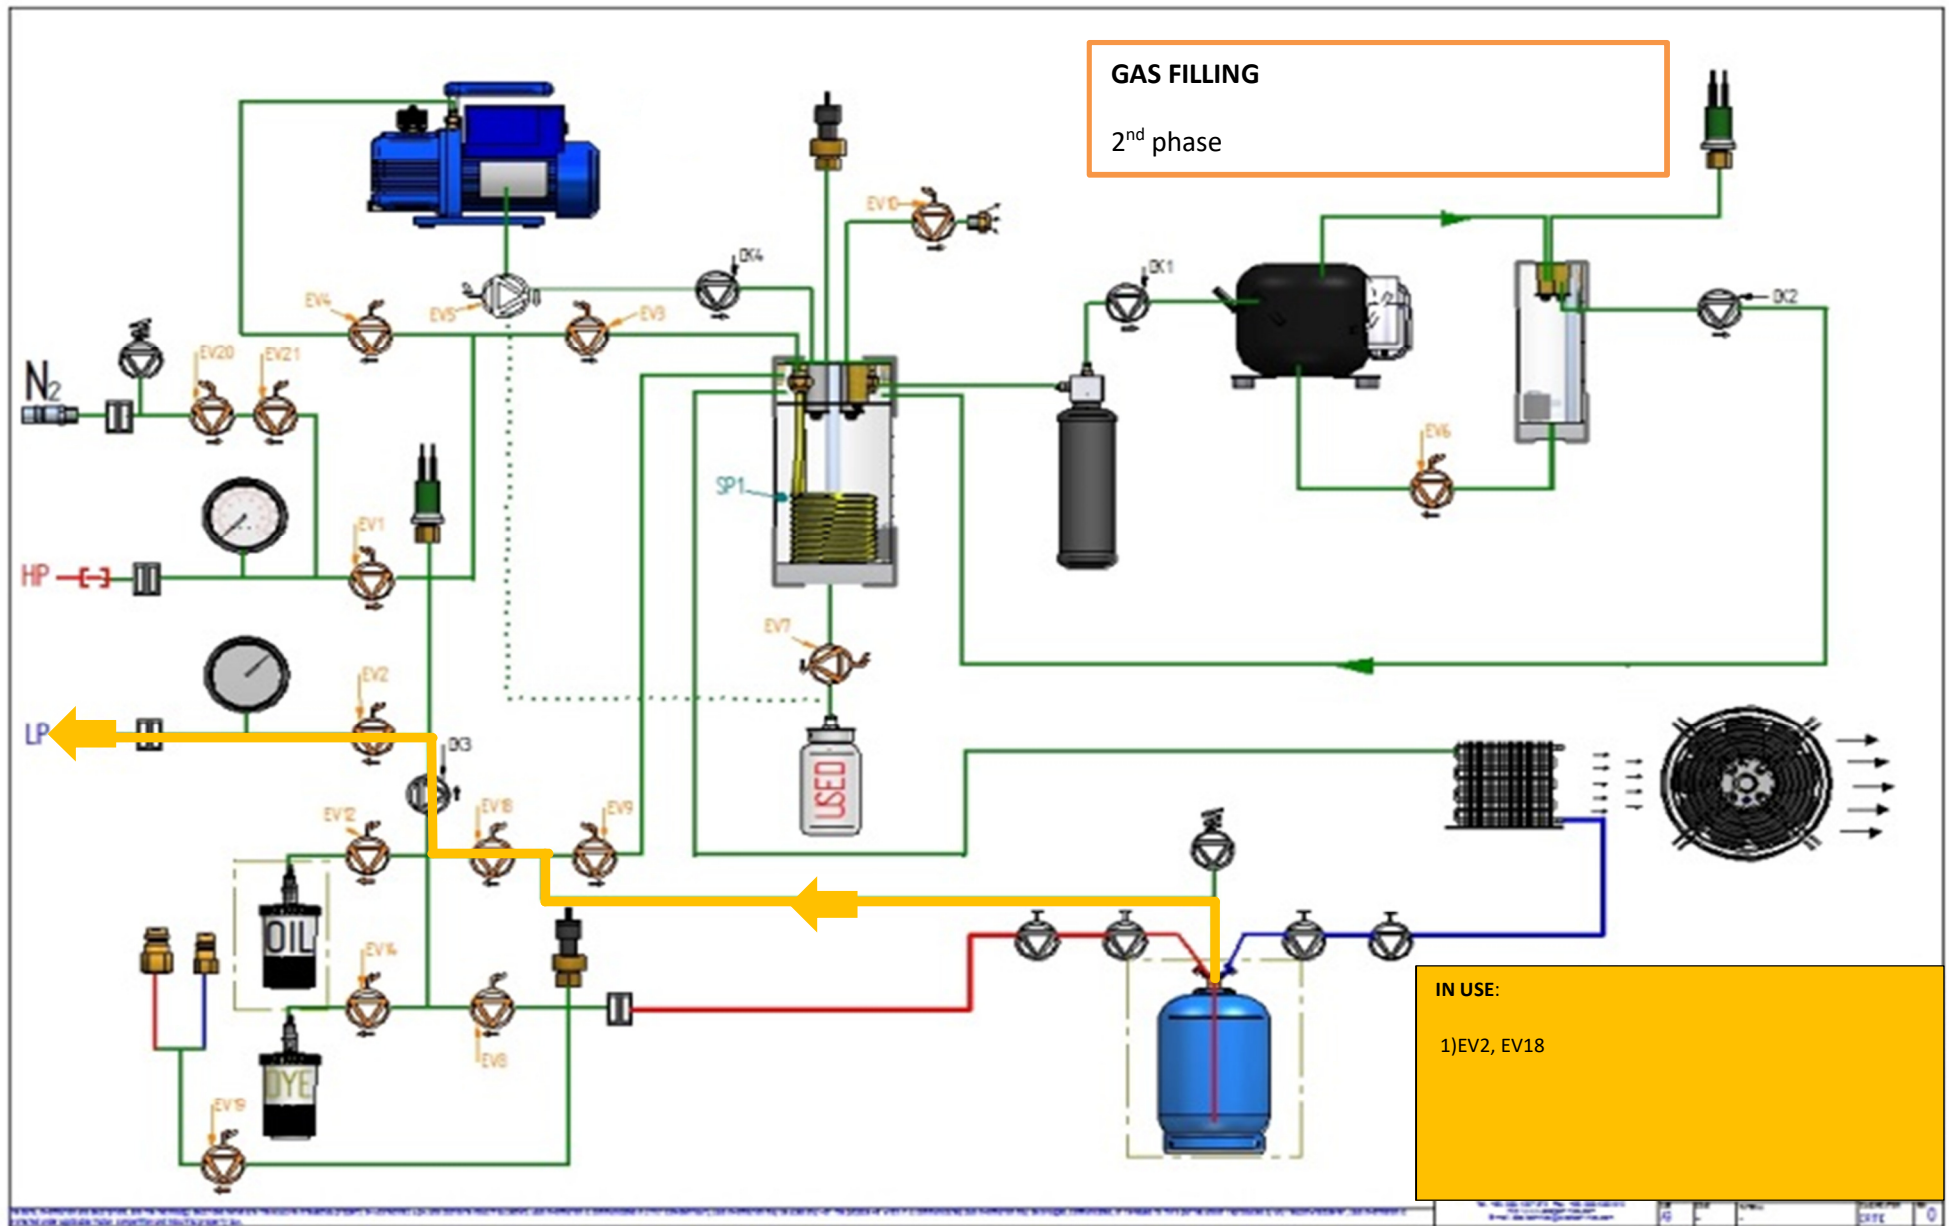 GAS FILLING
2nd phase
EV10
CK4
CK1
CK2
EV4
EV5
EV3
EV20
EV21
N2
EV6
SP1
EV1
HP
EV7
EV2
LP
CK3
USED
EV12
EV18
EV9
OIL
EV14
IN USE:
1)EV2, EV18
EV8
DYE
EV19